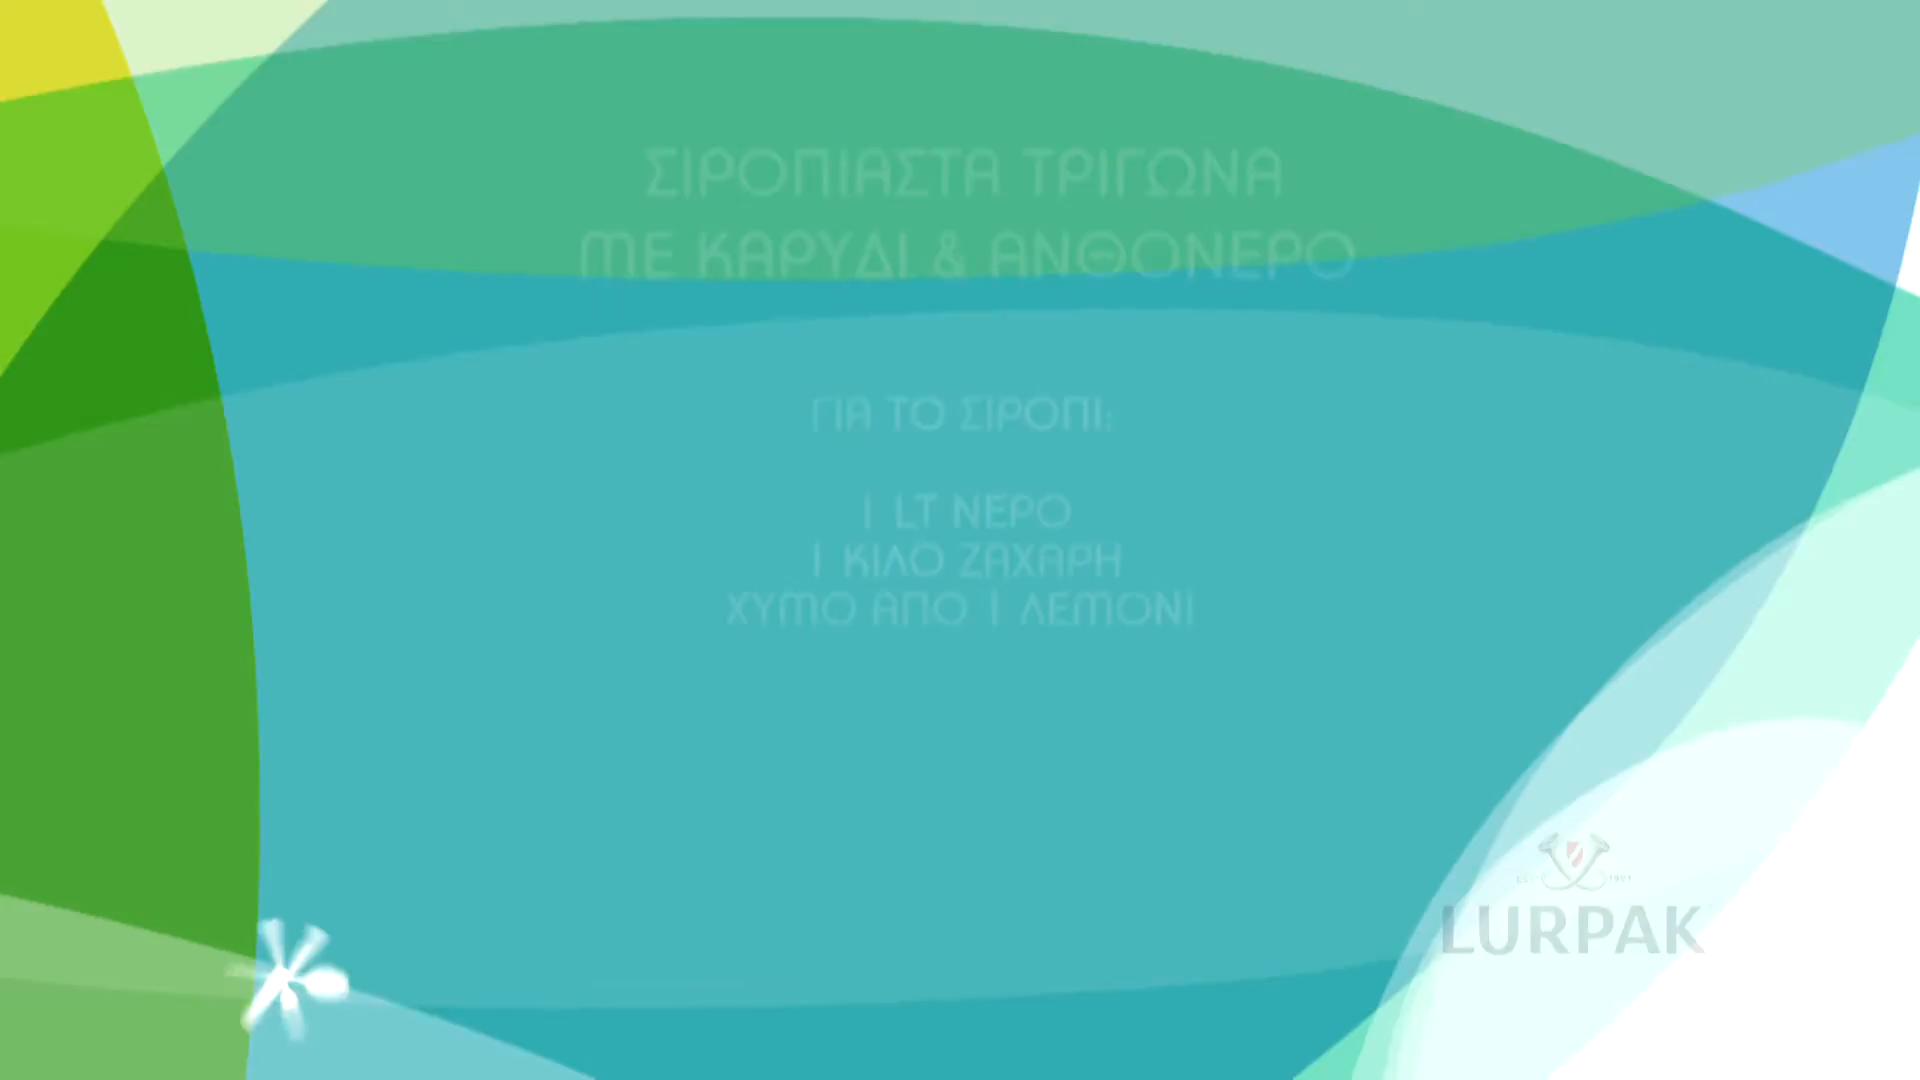 ΣΙΡΟΠΙΑΣΤΑ ΤΡΙΓΩΝΑ
ΜΕ ΚΑΡΥΔΙ & ΑΝΘΟΝΕΡΟ
ΓΙΑ ΤΟ ΣΙΡΟΠΙ:
1 LT ΝΕΡΟ
1 ΚΙΛΟ ΖΑΧΑΡΗ
ΧΥΜΟ ΑΠΟ 1 ΛΕΜΟΝΙ
LURPAK